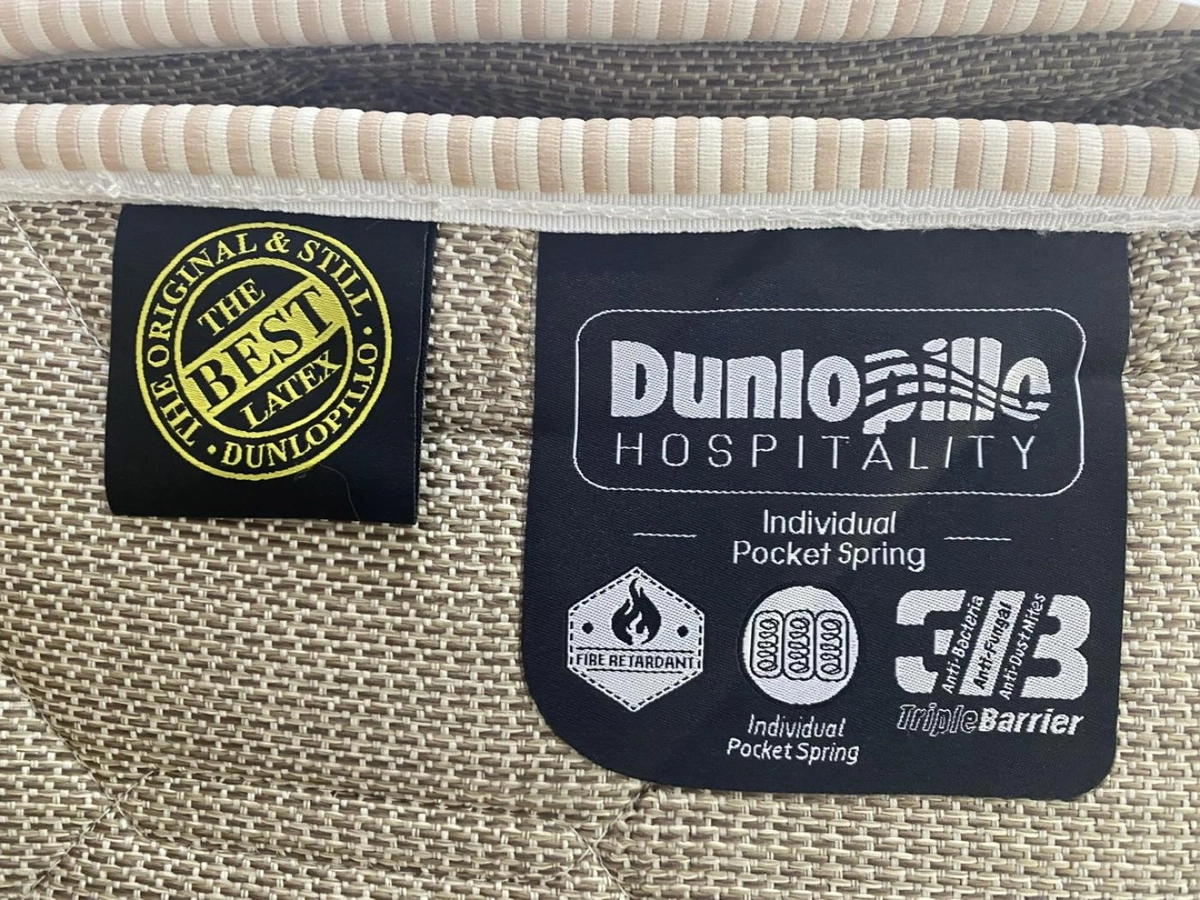 THE ORIGINAL & STILL
THE
BEST
LATEX
DUNLOPILLO
Dunlopillo
HOSPITALITY
Individual
Pocket Spring
FIRE RETARDANT
Individual
Pocket Spring
3B
Anti-Bacteria
Anti-Fungal
Anti-Dust Mites
TripleBarrier